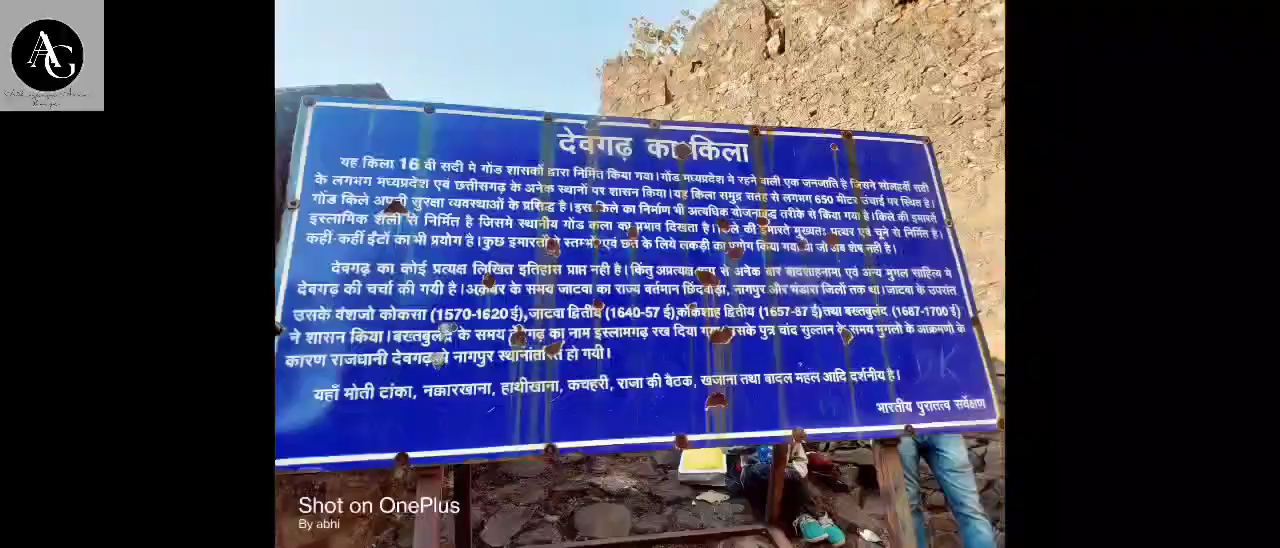 AG
देवगढ़ का किला
यह किला 16 वी सदी मे गोंड शासकों द्वारा निर्मित किया गया। गोंड मध्यप्रदेश मे रहने वाली एक जनजाति है जिसने सोलहवीं सदी
के लगभग मध्यप्रदेश एवं छत्तीसगढ़ के अनेक स्थानों पर शासन किया। यह किला समुद्र सतह से लगभग 650 मीटर उंचाई पर स्थित है।
गोंड किले अपनी सुरक्षा व्यवस्थाओं के प्रसिद्ध है। इस किले का निर्माण भी अत्यधिक योजनाबद्ध तरीके से किया गया है। किले की इमारतें
इस्लामिक शैली से निर्मित है जिसमे स्थानीय गोंड कला का प्रभाव दिखता है। किले की इमारते मुख्यतः पत्थर एवं चूने से निर्मित है।
कहीं-कहीं ईंटों का भी प्रयोग है। कुछ इमारतों स्तम्भों एवं छत के लिये लकड़ी का प्रयोग किया गया था जो अब शेष नही है।
देवगढ़ का कोई प्रत्यक्ष लिखित इतिहास प्राप्त नही है। किंतु अप्रत्यक्ष से अनेक बार बादशाहनामा एवं अन्य मुगल साहित्य मे
देवगढ़ की चर्चा की गयी है। अकबर के समय जाटवा का राज्य बर्तमान छिंदवाड़ा, नागपुर और भंडारा जिलों तक था। जाटवा के उपरांत
उसके वंशजो कोकसा (1570-1620 ई), जाटवा द्वितीय (1640-57 ई), कोकशाह द्वितीय (1657-87 ई) तथा बख्तबुलंद (1687-1700 ई)
ने शासन किया। बख्तबुलंद के समय देवगढ़ का नाम इस्लामगढ़ रख दिया गया उसके पुत्र चांद सुल्तान के समय मुगलो के आक्रमणो के
कारण राजधानी देवगढ़ से नागपुर स्थानांतरित हो गयी।
यहाँ मोती टांका, नक्कारखाना, हाथीखाना, कचहरी, राजा की बैठक, खजाना तथा बादल महल आदि दर्शनीय है।
भारतीय पुरातत्व सर्वेक्षण
DK
Shot on OnePlus
By abhi